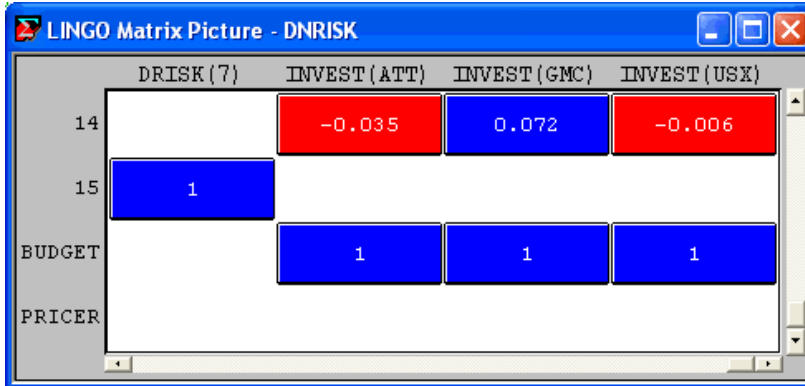 LINGO Matrix Picture - DNRISK
DRISK(7) INVEST(ATT) INVEST(GMC) INVEST(USX)
14 -0.035 0.072 -0.006
15 1
BUDGET 1 1 1
PRICER